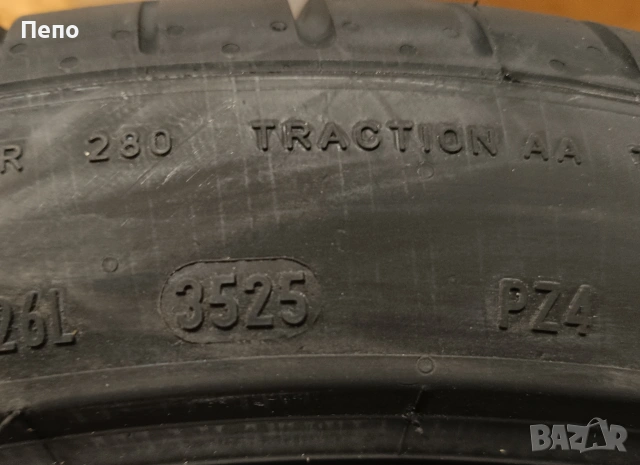 Пепо
R 280 TRACTION AA
26L 3525 PZ4
BAZAR